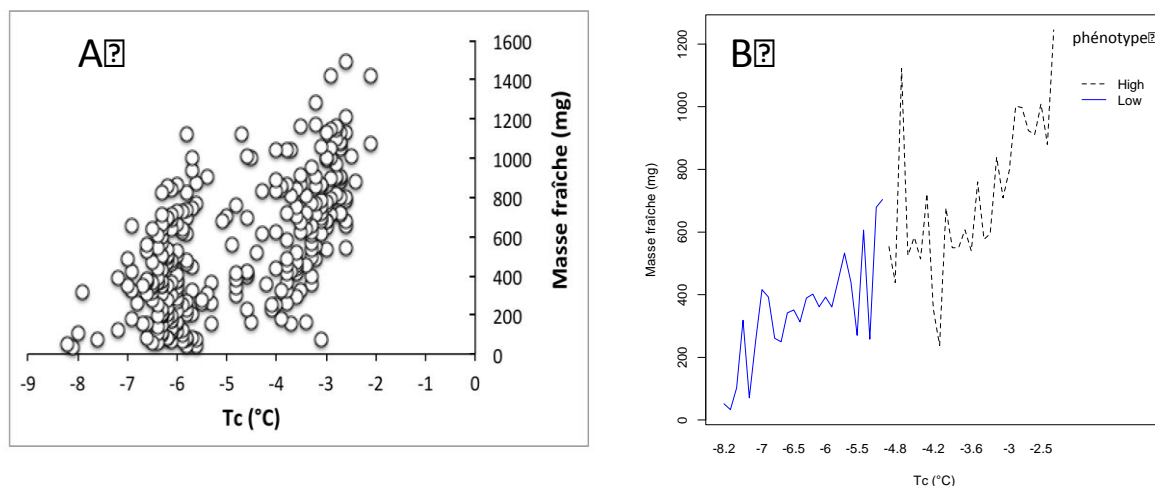 A⍰
1600
1400
1200
1000
800
600
400
200
0
Masse fraîche (mg)
-9 -8 -7 -6 -5 -4 -3 -2 -1 0
Tc (°C)
B⍰
phénotype⍰
High
Low
1200
1000
800
600
400
200
0
Masse fraîche (mg)
-8.2 -7 -6.5 -6 -5.5 -4.8 -4.2 -3.6 -3 -2.5
Tc (°C)